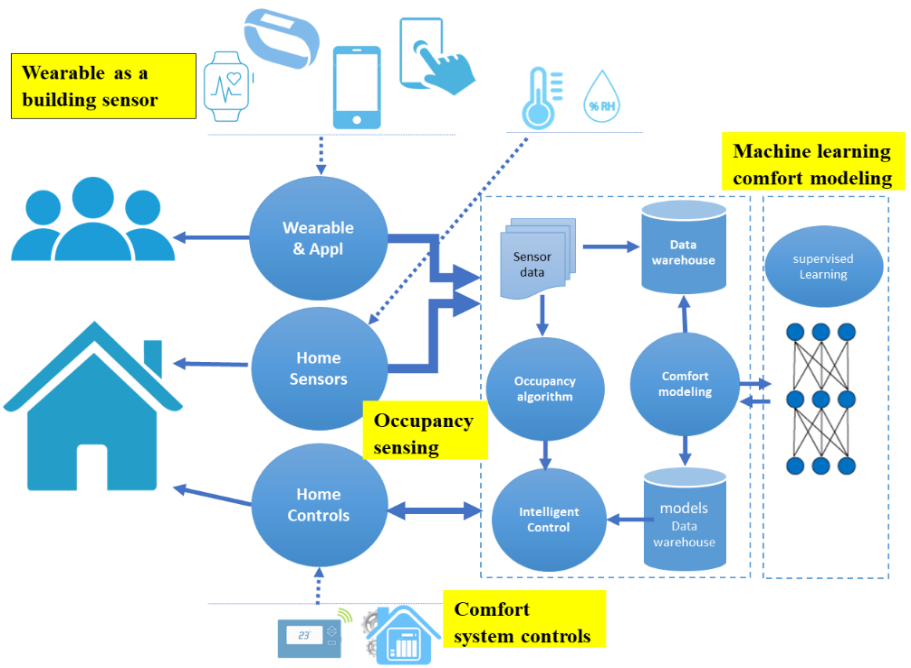 Wearable as a
building sensor
% RH
Machine learning
comfort modeling
Wearable
& Appl
Sensor
data
Data
warehouse
supervised
Learning
Home
Sensors
Occupancy
algorithm
Comfort
modeling
Occupancy
sensing
Home
Controls
Intelligent
Control
models
Data
warehouse
23°
Comfort
system controls